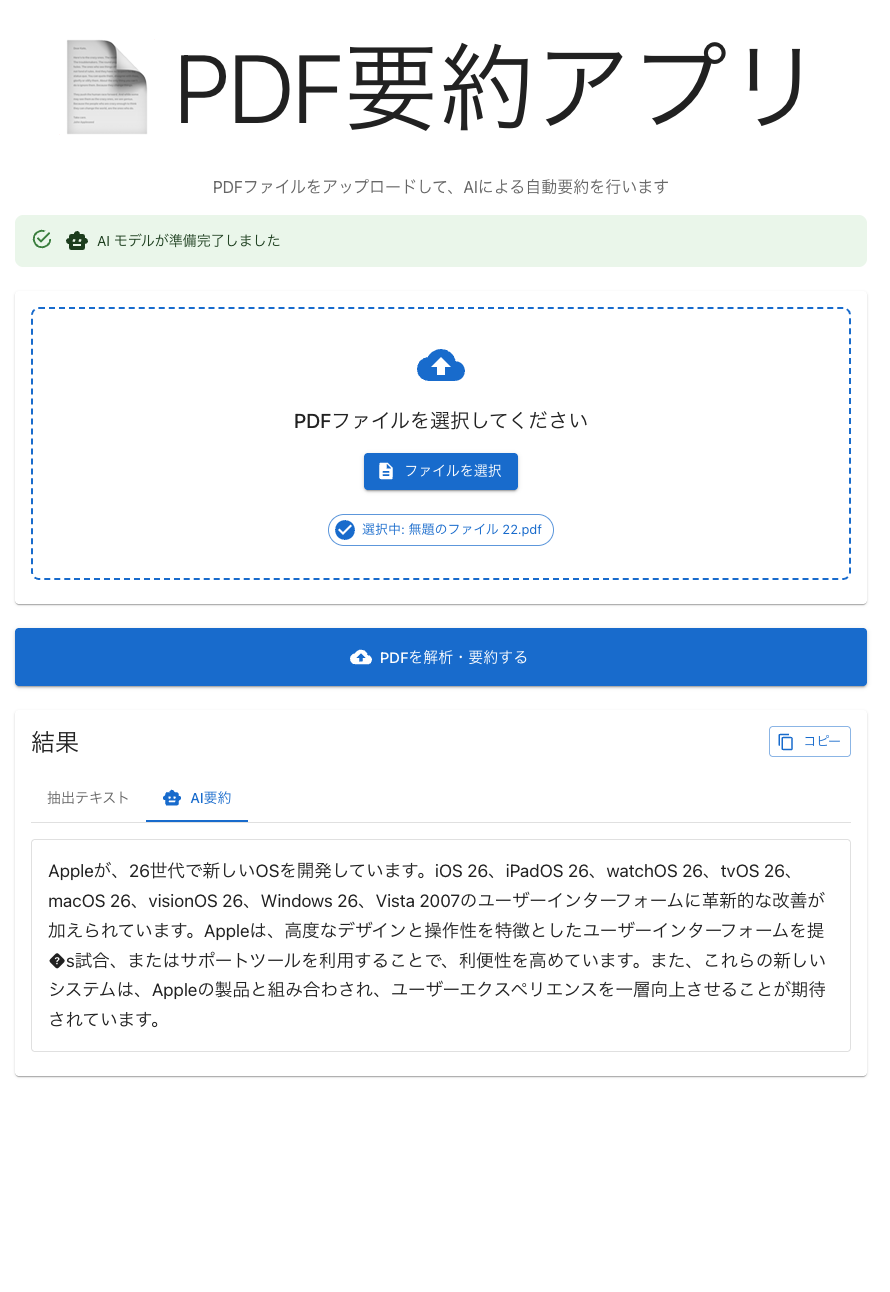 PDF要約アプリ
PDFファイルをアップロードして、AIによる自動要約を行います
AI モデルが準備完了しました
PDFファイルを選択してください
ファイルを選択
選択中: 無題のファイル 22.pdf
PDFを解析・要約する
結果
コピー
抽出テキスト
AI要約
Appleが、26世代で新しいOSを開発しています。iOS 26、iPadOS 26、watchOS 26、tvOS 26、
macOS 26、visionOS 26、Windows 26、Vista 2007のユーザーインターフォームに革新的な改善が
加えられています。Appleは、高度なデザインと操作性を特徴としたユーザーインターフォームを提
�s試合、またはサポートツールを利用することで、利便性を高めています。また、これらの新しい
システムは、Appleの製品と組み合わされ、ユーザーエクスペリエンスを一層向上させることが期待
されています。